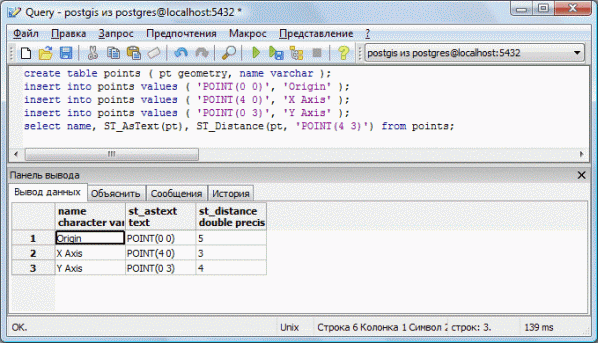 Query - postgis из postgres@localhost:5432 *
Файл Правка Запрос Предпочтения Макрос Представление ?
postgis из postgres@localhost:5432
create table points ( pt geometry, name varchar );
insert into points values ( 'POINT(0 0)', 'Origin' );
insert into points values ( 'POINT(4 0)', 'X Axis' );
insert into points values ( 'POINT(0 3)', 'Y Axis' );
select name, ST_AsText(pt), ST_Distance(pt, 'POINT(4 3)') from points;
Панель вывода
Вывод данных Объяснить Сообщения История
name st_astext st_distance
character var text double precis
1 Origin POINT(0 0) 5
2 X Axis POINT(4 0) 3
3 Y Axis POINT(0 3) 4
OK. Unix Строка 6 Колонка 1 Символ 2 строк: 3. 139 ms